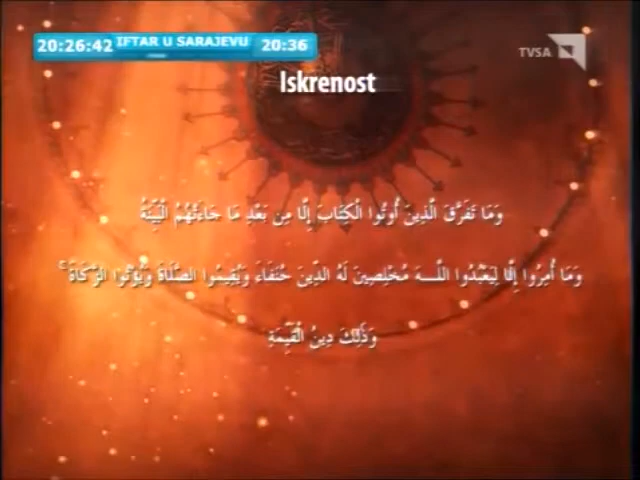 20:26:42 IFTAR U SARAJEVU 20:36
TVSA
Iskrenost
وَمَا تَفَرَّقَ الَّذِينَ أُوتُوا الْكِتَابَ إِلَّا مِن بَعْدِ مَا جَاءَتْهُمُ الْبَيِّنَةُ
وَمَا أُمِرُوا إِلَّا لِيَعْبُدُوا اللَّـهَ مُخْلِصِينَ لَهُ الدِّينَ حُنَفَاءَ وَيُقِيمُوا الصَّلَاةَ وَيُؤْتُوا الزَّكَاةَ ۚ
وَذَٰلِكَ دِينُ الْقَيِّمَةِ